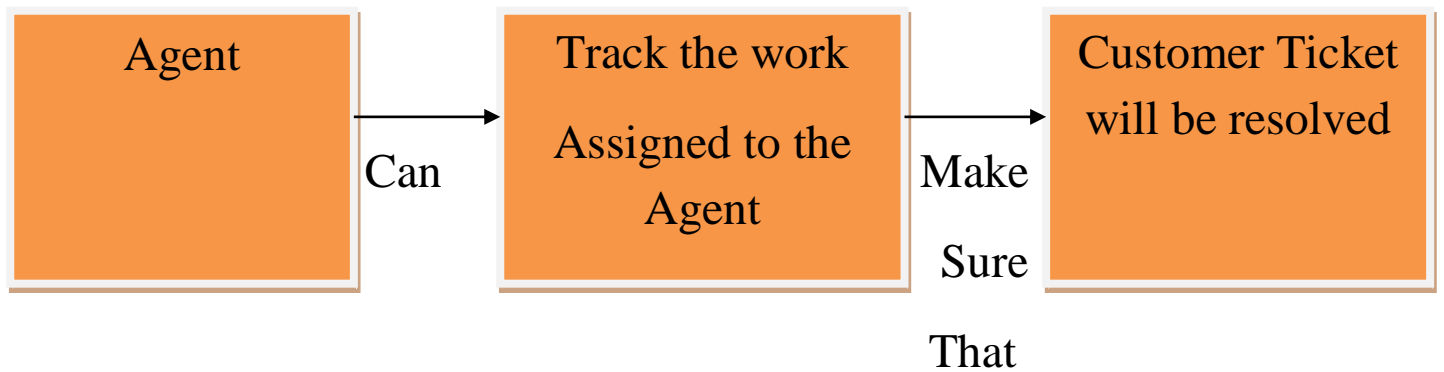 Agent
Can
Track the work
Assigned to the
Agent
Make
Sure
That
Customer Ticket
will be resolved